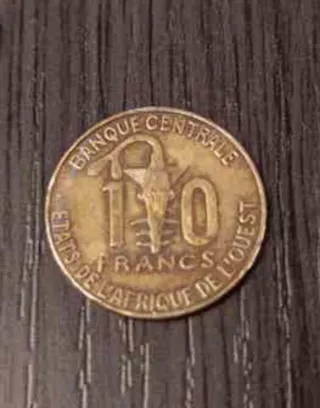 BANQUE CENTRALE
10
FRANCS
ETATS DE L'AFRIQUE DE L'OUEST